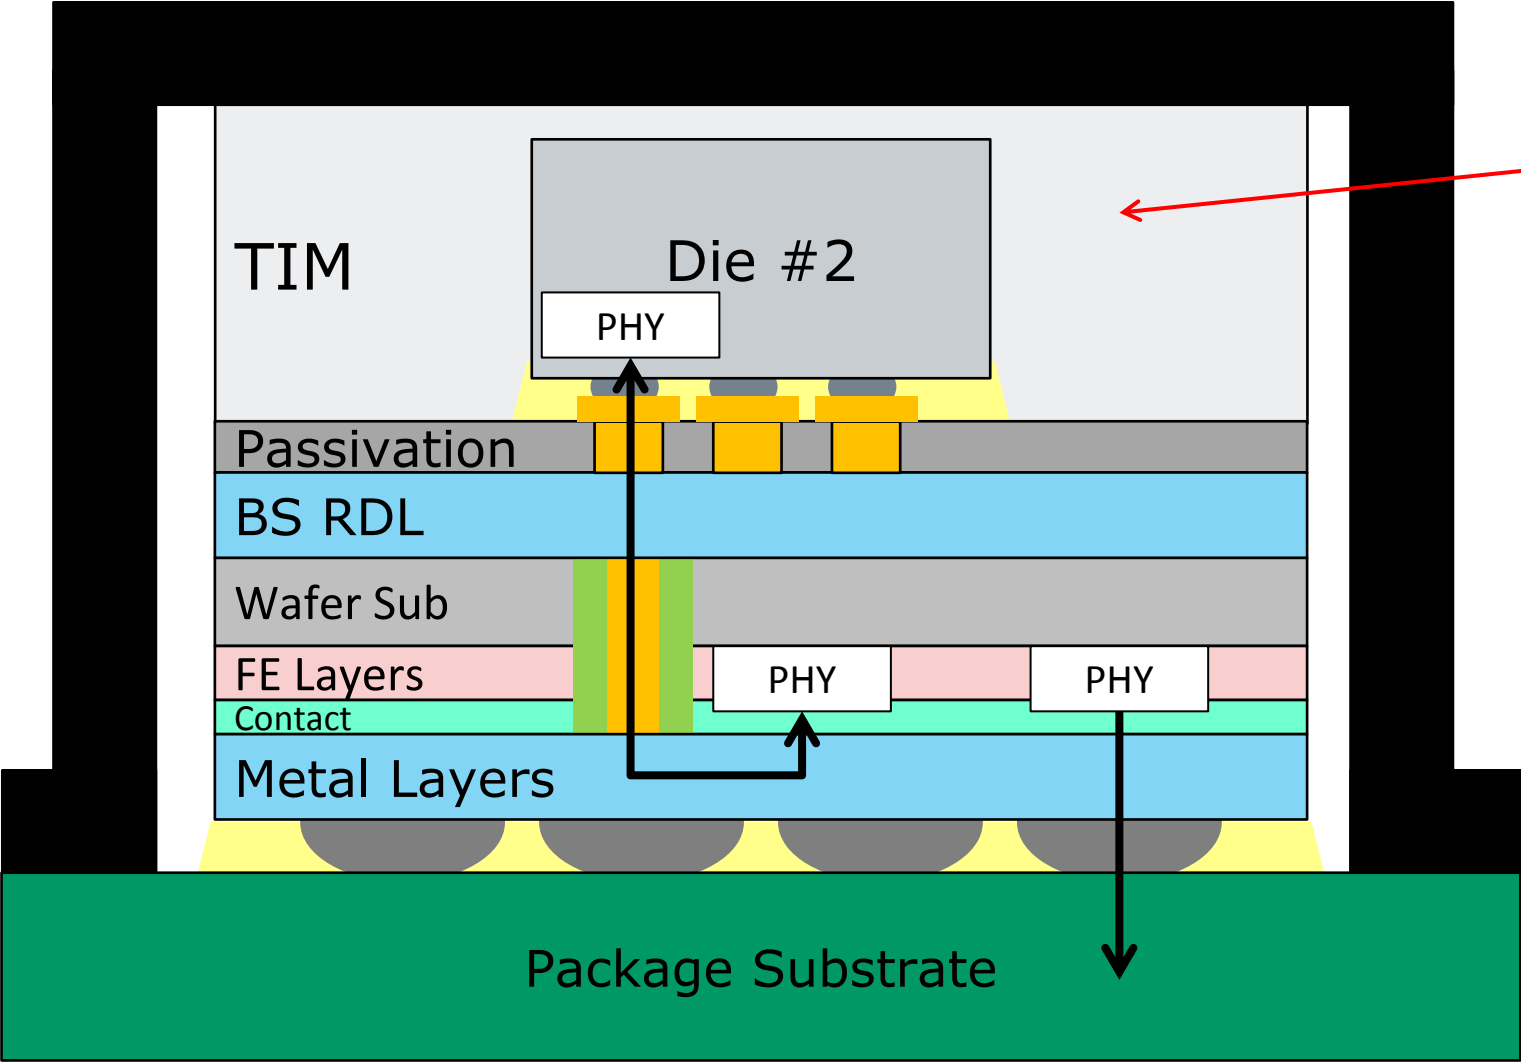 TIM
Die #2
PHY
Passivation
BS RDL
Wafer Sub
FE Layers
PHY
PHY
Contact
Metal Layers
Package Substrate